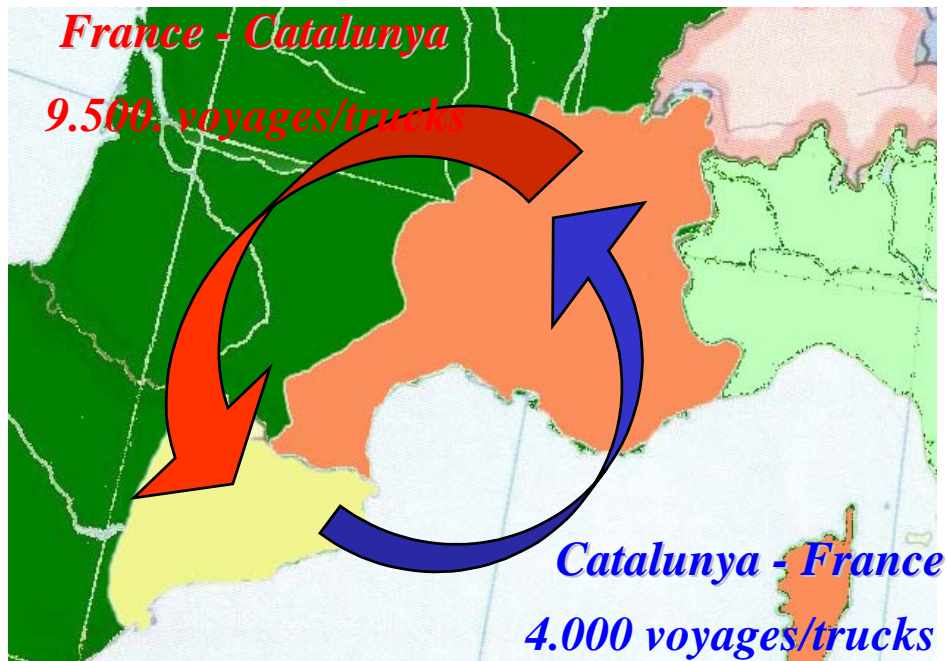 France - Catalunya
9.500. voyages/trucks
Catalunya - France
4.000 voyages/trucks